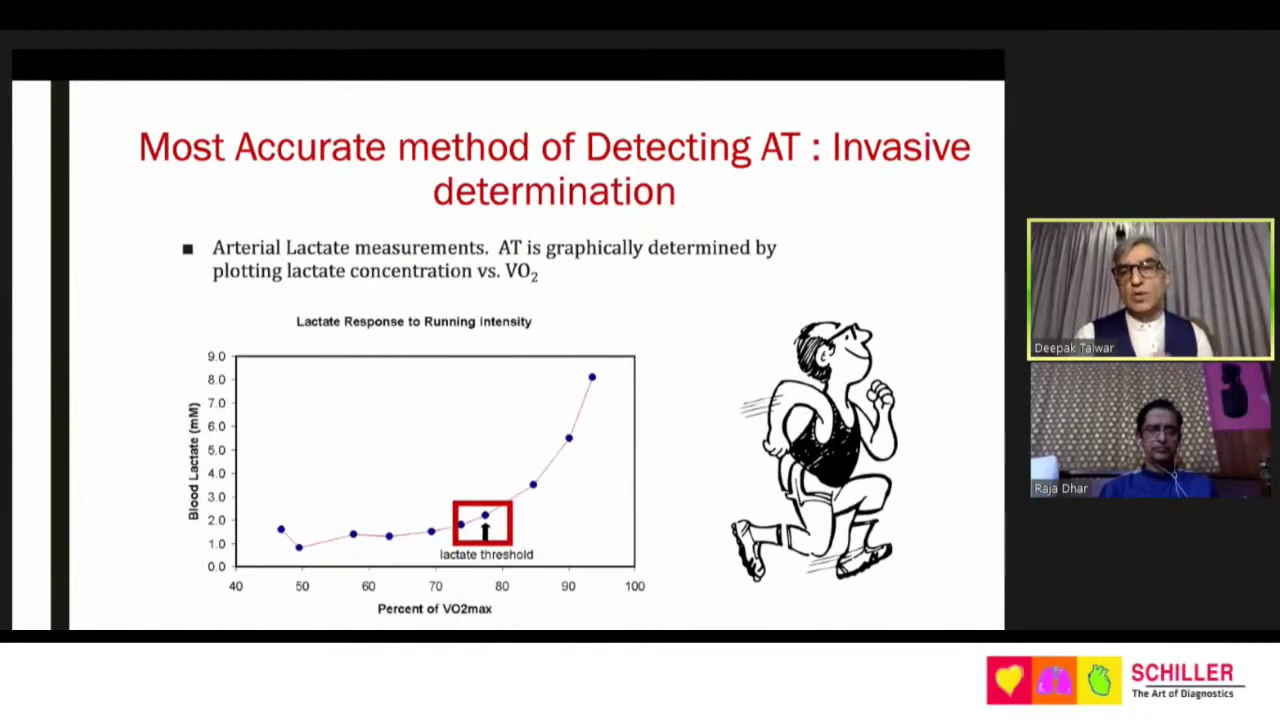 Most Accurate method of Detecting AT : Invasive
determination
■ Arterial Lactate measurements. AT is graphically determined by
plotting lactate concentration vs. VO₂
Lactate Response to Running Intensity
Blood Lactate (mM)
9.0
8.0
7.0
6.0
5.0
4.0
3.0
2.0
1.0
0.0
lactate threshold
40 50 60 70 80 90 100
Percent of VO2max
Deepak Talwar
Raja Dhar
SCHILLER
The Art of Diagnostics